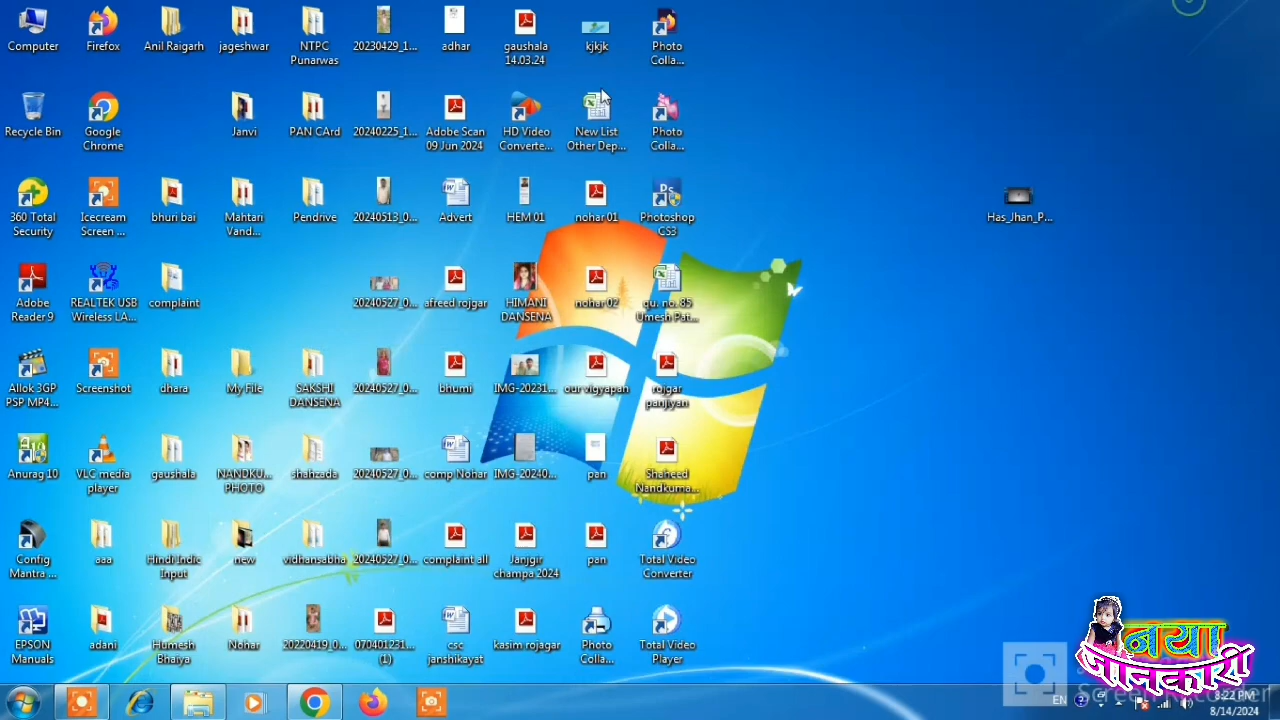 Computer
Firefox
Anil Raigarh
jageshwar
NTPC
Punarwas
20230429_1...
adhar
gaushala
14.03.24
kjkjk
Photo
Colla...
Recycle Bin
Google
Chrome
Janvi
PAN CArd
20240225_1...
Adobe Scan
09 Jun 2024
HD Video
Converte...
New List
Other Dep...
Photo
Colla...
360 Total
Security
Icecream
Screen ...
bhuri bai
Mahtari
Vand...
Pendrive
20240513_0...
Advert
HEM 01
nohar 01
Photoshop
CS3
Has_Jhan_P...
Adobe
Reader 9
REALTEK USB
Wireless LA...
complaint
20240527_0...
afreed rojgar
HIMANI
DANSENA
nohar 02
qu. no. 85
Umesh Pat...
Allok 3GP
PSP MP4...
Screenshot
dhara
My File
SAKSHI
DANSENA
20240527_0...
bhumi
IMG-20231...
our vigyapan
rojgar
panjiyan
Anurag 10
VLC media
player
gaushala
NANDKU...
PHOTO
shahzada
20240527_0...
comp Nohar
IMG-20240...
pan
Shaheed
Nandkuma...
Config
Mantra ...
aaa
Hindi Indic
Input
new
vidhansabha
20240527_0...
complaint all
Janjgir
champa 2024
pan
Total Video
Converter
EPSON
Manuals
adani
Humesh
Bhaiya
Nohar
20220419_0...
070401251...
(1)
csc
janshikayat
kasim rojagar
Photo
Colla...
Total Video
Player
नया
जानकारी
EN
8:22 PM
8/14/2024